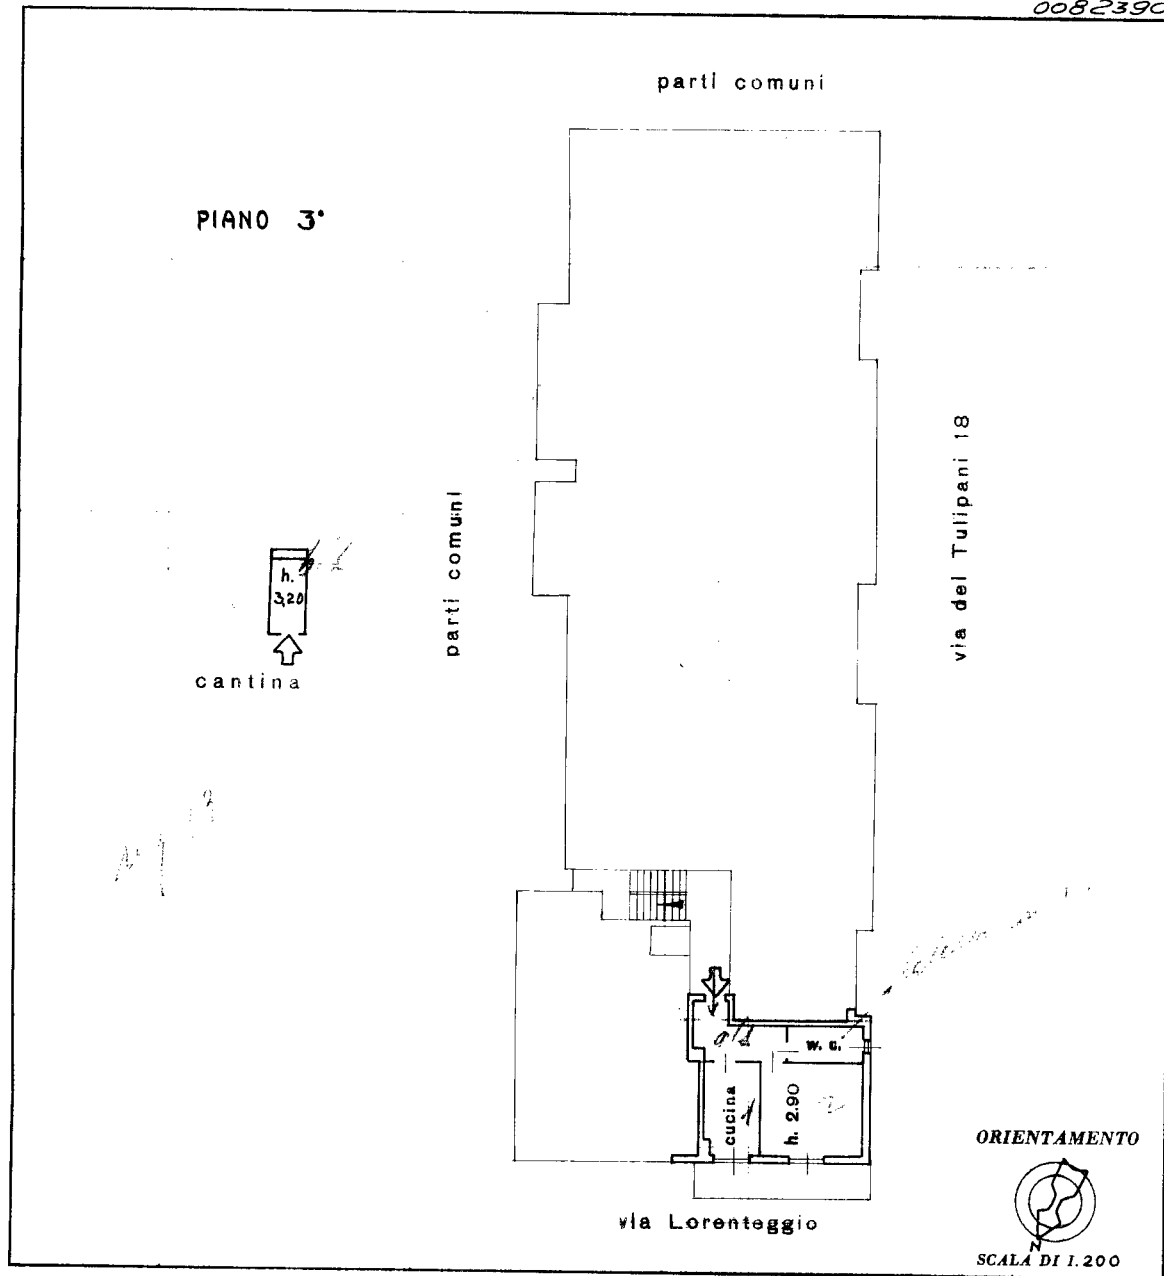 0082390
parti comuni
PIANO 3°
via dei Tulipani 18
parti comuni
h.
3,20
cantina
w. c.
cucina
h. 2.90
ORIENTAMENTO
via Lorenteggio
N
SCALA DI 1.200